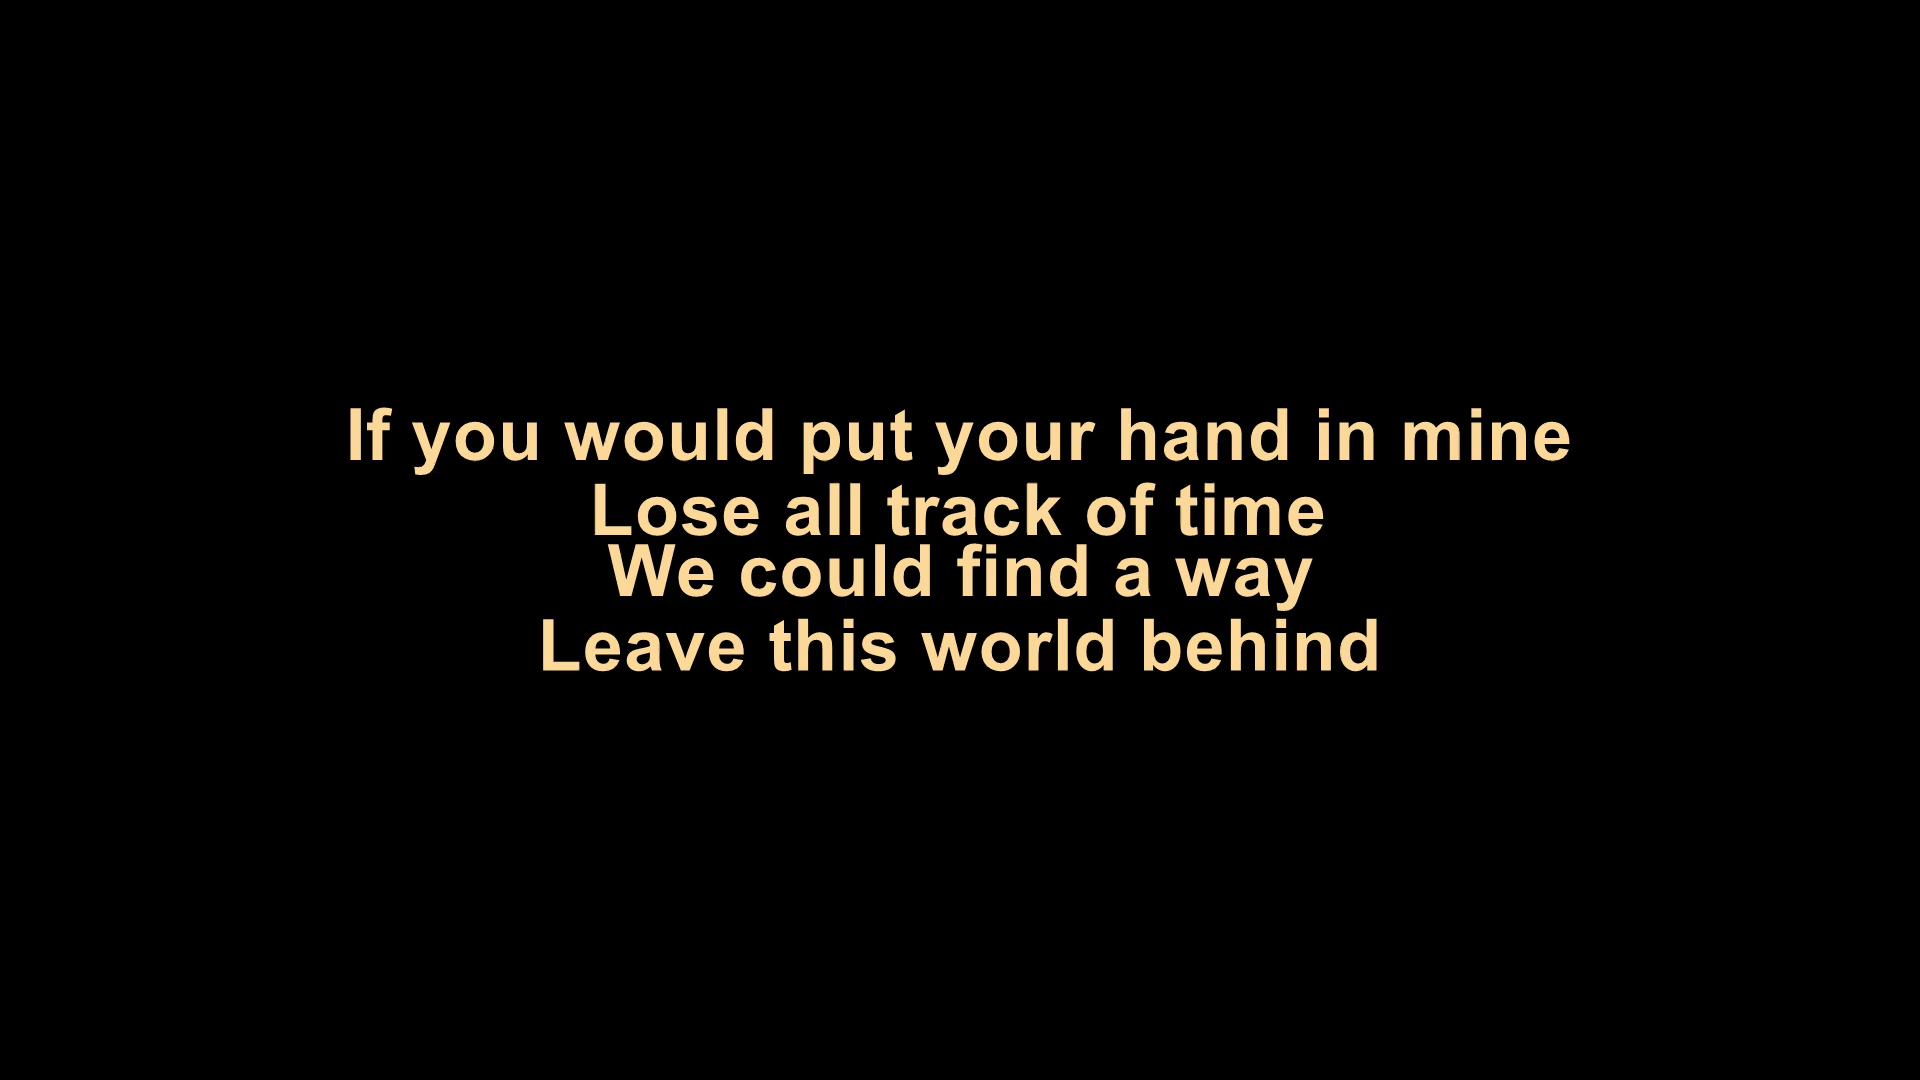 If you would put your hand in mine
Lose all track of time
We could find a way
Leave this world behind